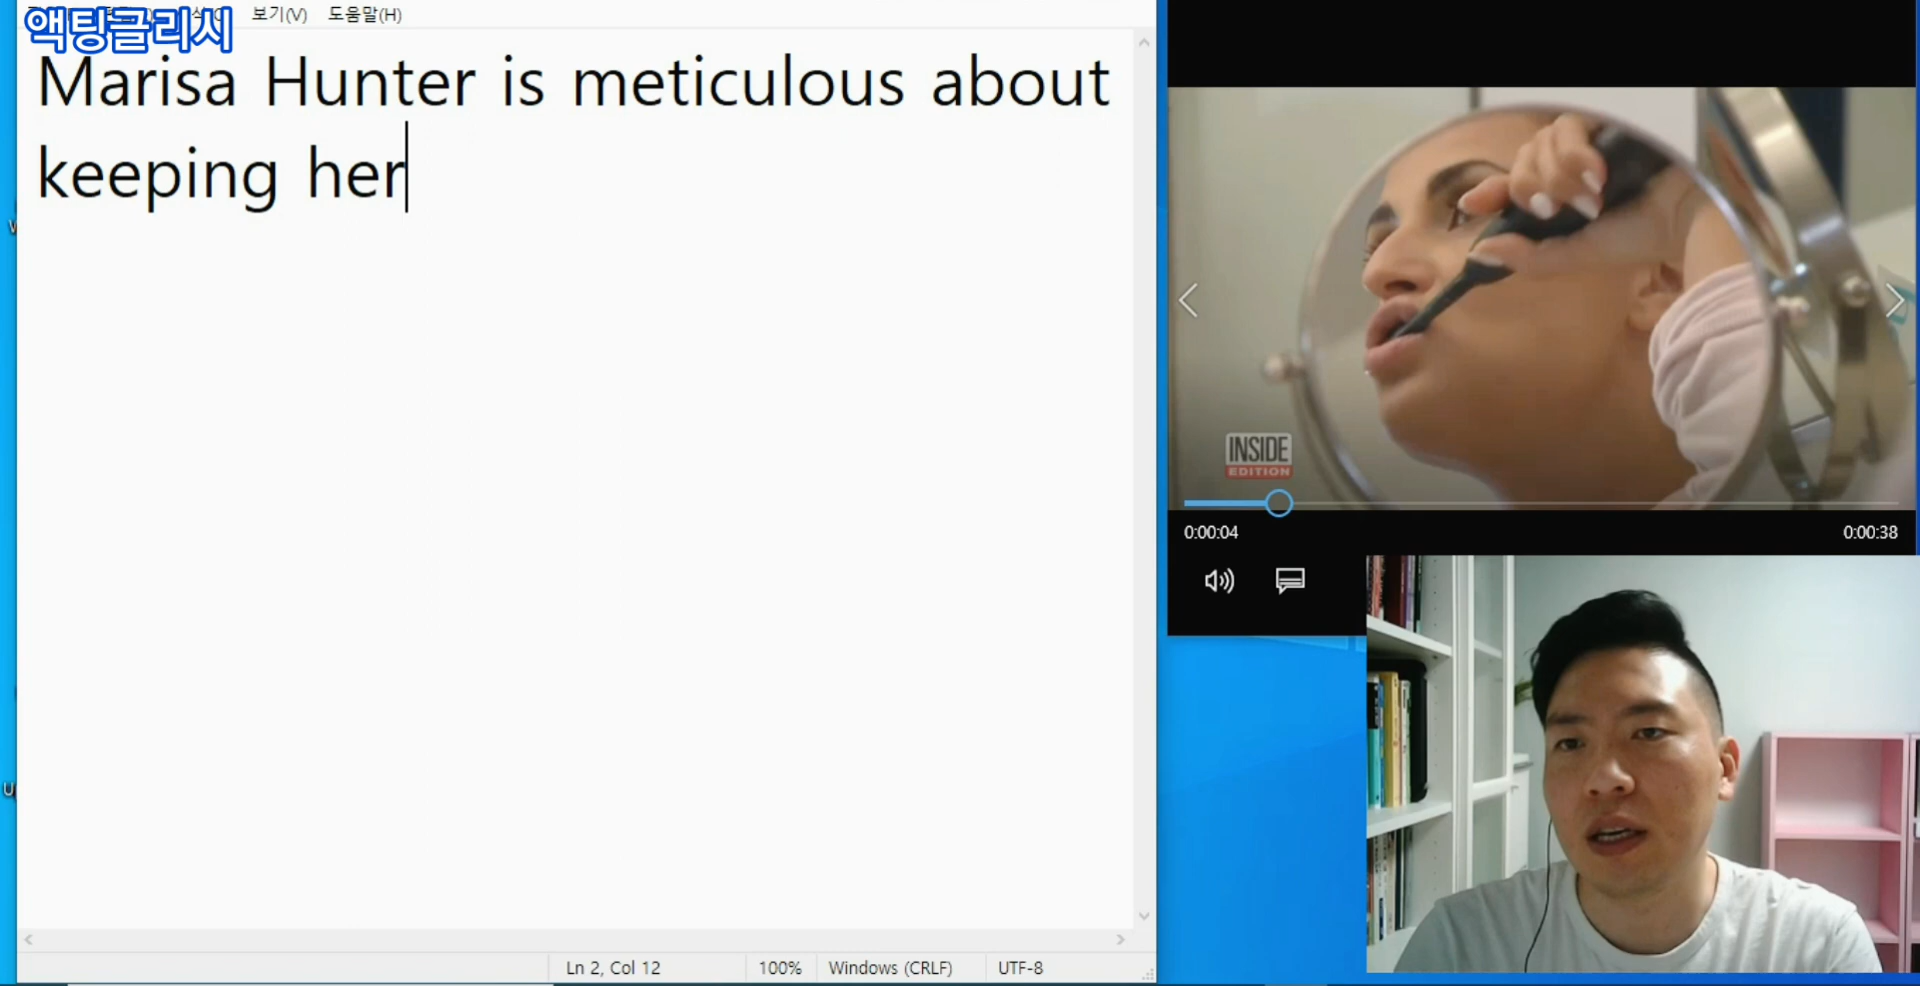 액팅글리시
보기(V) 도움말(H)
Marisa Hunter is meticulous about
keeping her
INSIDE
EDITION
0:00:04
0:00:38
Ln 2, Col 12
100%
Windows (CRLF)
UTF-8